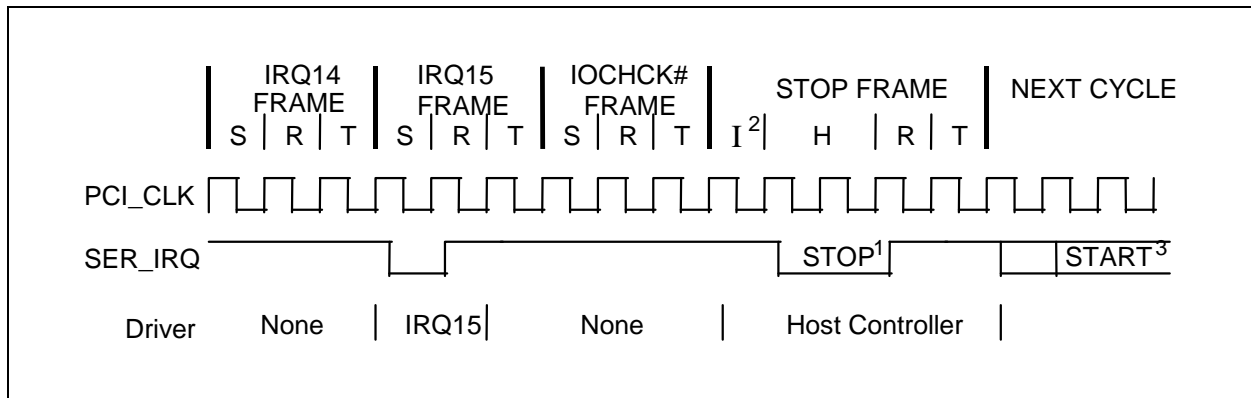 IRQ14 IRQ15 IOCHCK#
FRAME FRAME FRAME STOP FRAME NEXT CYCLE
S R T S R T S R T I² H R T
PCI_CLK
SER_IRQ STOP¹ START³
Driver None IRQ15 None Host Controller